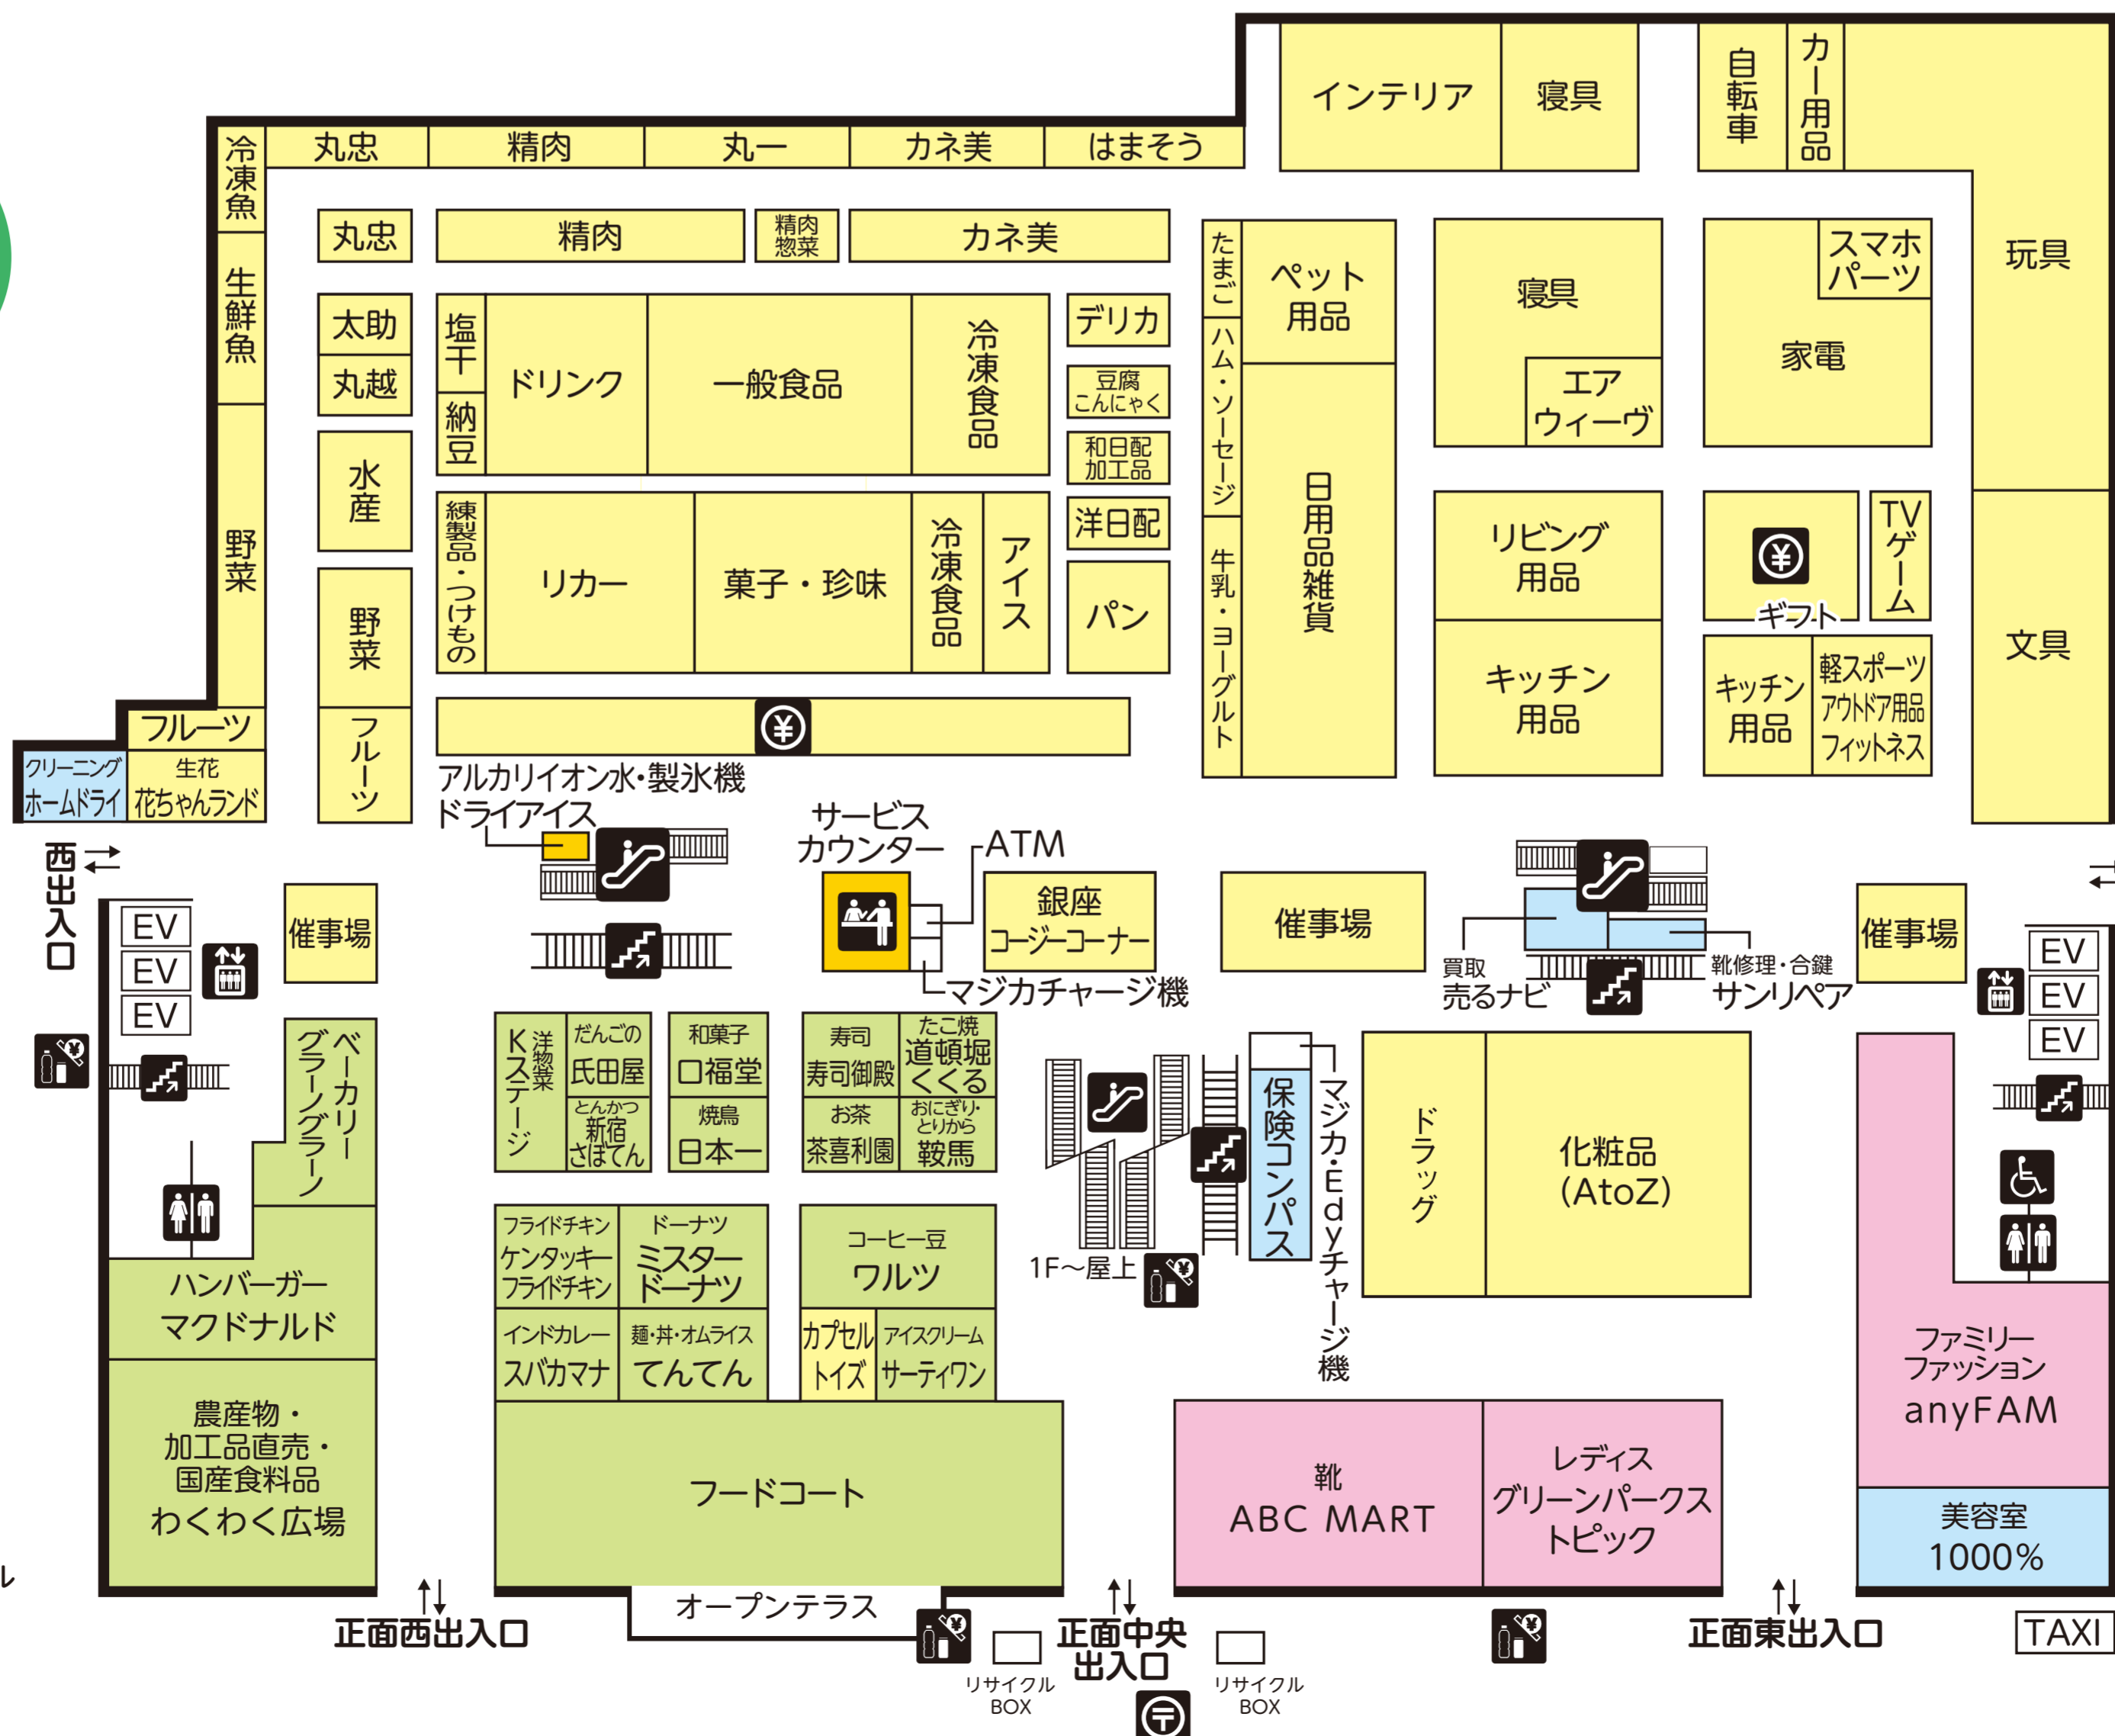 インテリア
寝具
自転車
カー用品
冷凍魚
丸忠
精肉
丸一
カネ美
はまそう
丸忠
精肉
精肉
惣菜
カネ美
たまご
ペット
用品
寝具
スマホ
パーツ
玩具
生鮮魚
太助
丸越
塩干
納豆
ドリンク
一般食品
冷凍食品
デリカ
豆腐
こんにゃく
和日配
加工品
ハム・ソーセージ
エア
ウィーヴ
家電
野菜
水産
野菜
フルーツ
練製品・つけもの
リカー
菓子・珍味
冷凍食品
アイス
洋日配
パン
牛乳・ヨーグルト
日用品雑貨
リビング
用品
キッチン
用品
¥
ギフト
TVゲーム
キッチン
用品
軽スポーツ
アウトドア用品
フィットネス
文具
フルーツ
クリーニング
ホームドライ
生花
花ちゃんランド
¥
アルカリイオン水・製氷機
ドライアイス
サービス
カウンター
ATM
銀座
コージーコーナー
マジカチャージ機
催事場
買取
売るナビ
靴修理・合鍵
サンリペア
催事場
西出入口
EV
EV
EV
催事場
EV
EV
EV
ベーカリー
グラーングラーノ
洋惣菜
Kステージ
だんごの
氏田屋
とんかつ
新宿
さぼてん
和菓子
口福堂
焼鳥
日本一
寿司
寿司御殿
たこ焼
道頓堀
くくる
お茶
茶喜利園
おにぎり・
とりから
鞍馬
1F～屋上
保険コンパス
マジカ・Edyチャージ機
ドラッグ
化粧品
(AtoZ)
ハンバーガー
マクドナルド
フライドチキン
ケンタッキー
フライドチキン
ドーナツ
ミスター
ドーナツ
コーヒー豆
ワルツ
インドカレー
スバカマナ
麺・丼・オムライス
てんてん
カプセル
トイズ
アイスクリーム
サーティワン
農産物・
加工品直売・
国産食料品
わくわく広場
フードコート
靴
ABC MART
レディス
グリーンパークス
トピック
ファミリー
ファッション
anyFAM
美容室
1000%
ル
正面西出入口
オープンテラス
正面中央
出入口
正面東出入口
TAXI
リサイクル
BOX
リサイクル
BOX
〒